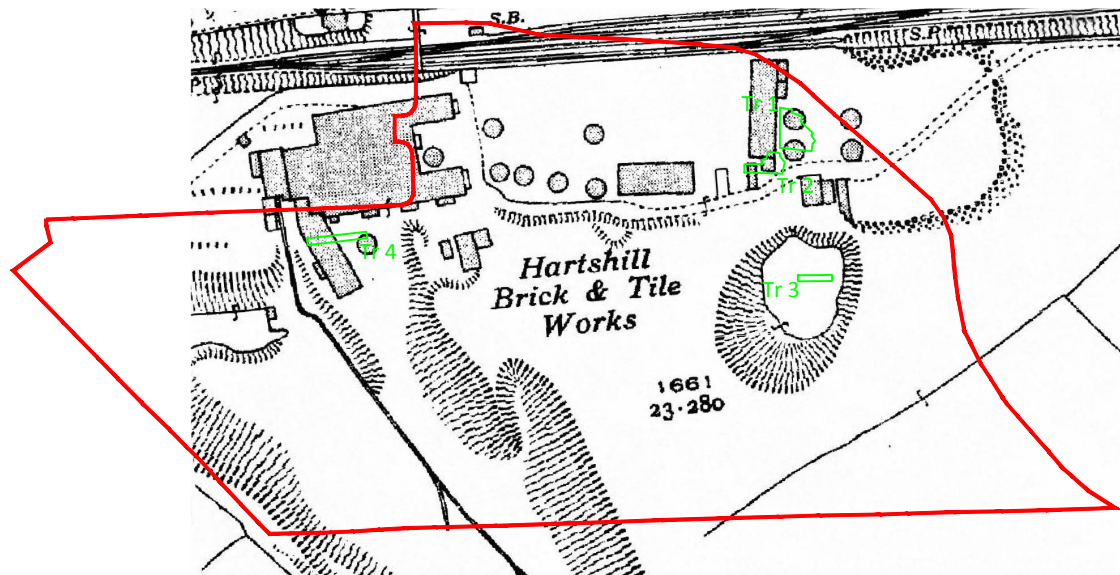 S.B.
S.P.
Tr 1
Tr 2
Tr 4
Hartshill
Brick & Tile
Works
Tr 3
1661
23·280